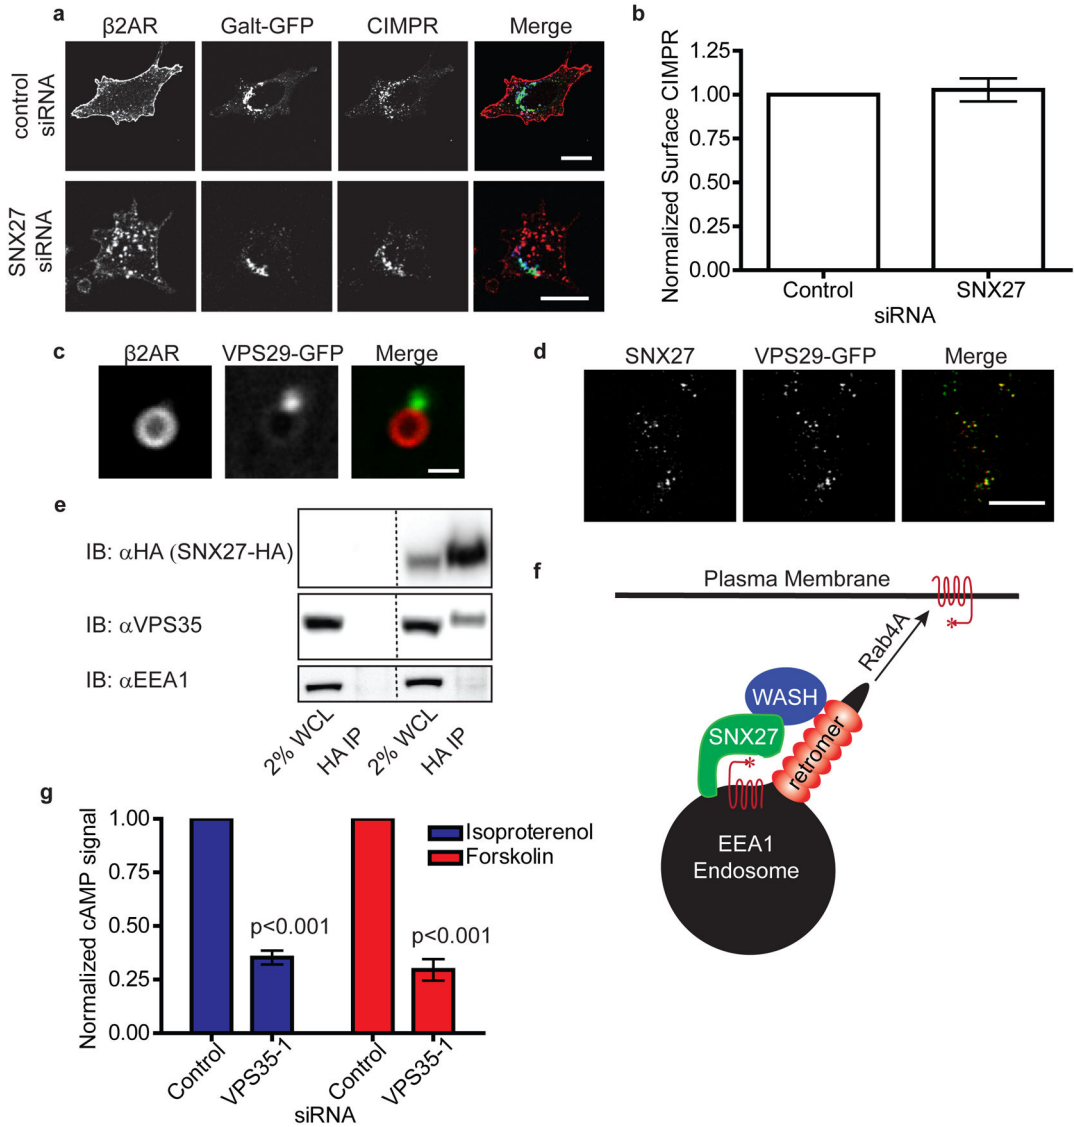 a
β2AR Galt-GFP CIMPR Merge
control siRNA
SNX27 siRNA
b
Normalized Surface CIMPR
1.25
1.00
0.75
0.50
0.25
0.00
Control SNX27
siRNA
c
β2AR VPS29-GFP Merge
d
SNX27 VPS29-GFP Merge
e
IB: αHA (SNX27-HA)
IB: αVPS35
IB: αEEA1
2% WCL HA IP 2% WCL HA IP
f
Plasma Membrane
*
Rab4A
WASH
SNX27
*
retromer
EEA1
Endosome
g
Normalized cAMP signal
1.00
0.75
0.50
0.25
0.00
Isoproterenol
Forskolin
p<0.001
p<0.001
Control VPS35-1 Control VPS35-1
siRNA